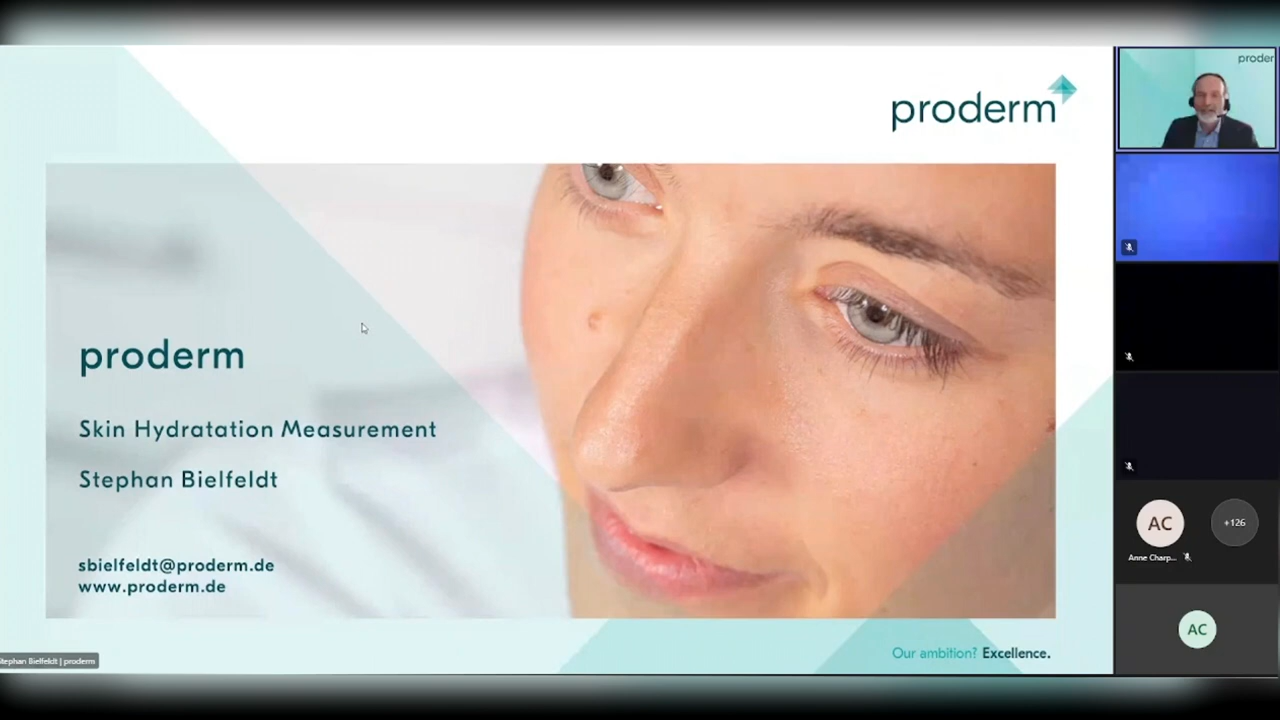 proderm
proderm
Skin Hydratation Measurement
Stephan Bielfeldt
sbielfeldt@proderm.de
www.proderm.de
Our ambition? Excellence.
tephan Bielfeldt | proderm
proder
AC
+126
Anne Charp...
AC